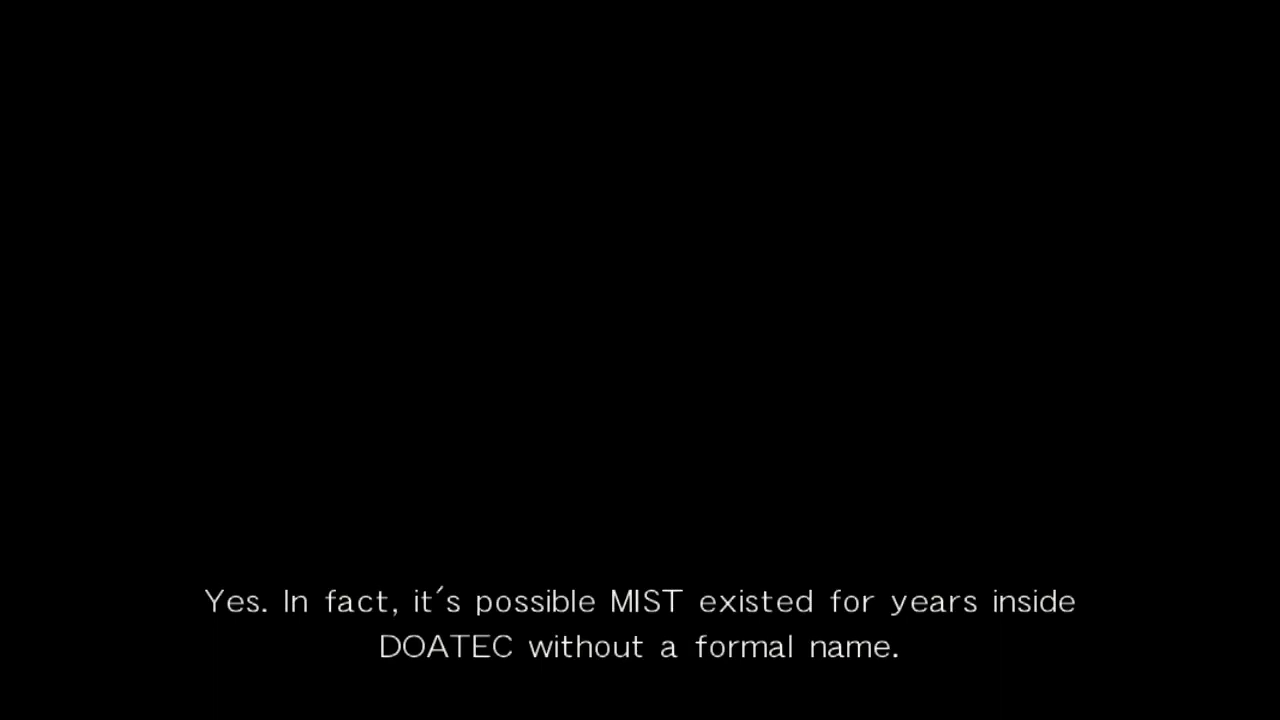 Yes. In fact, it´s possible MIST existed for years inside
DOATEC without a formal name.